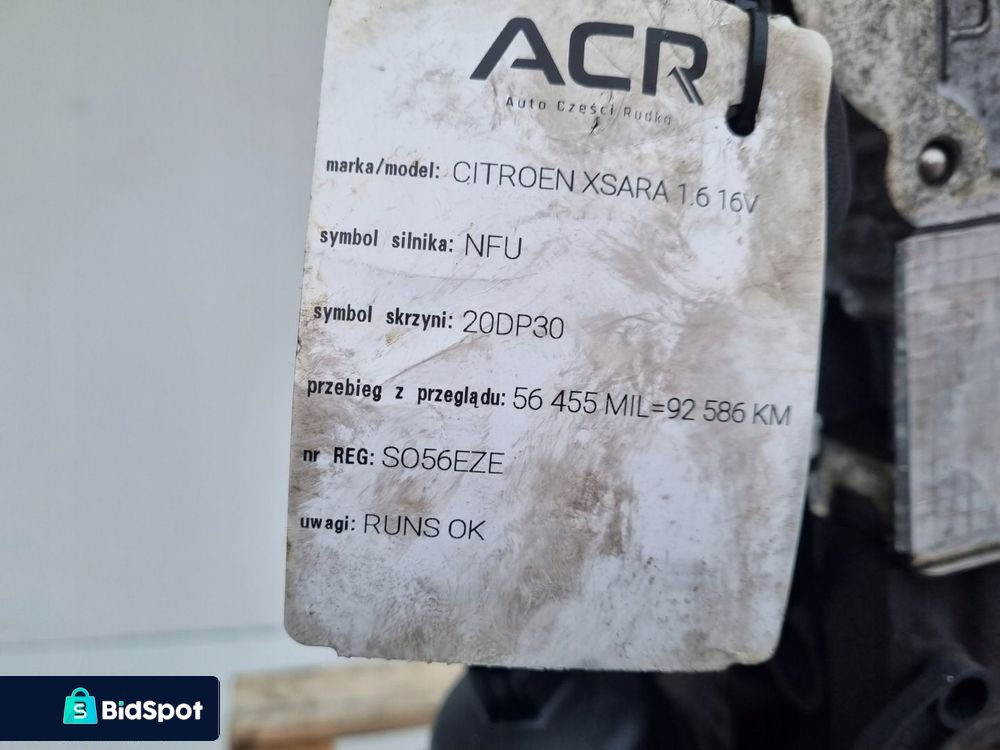 ACR
Auto Części Rudka
marka/model: CITROEN XSARA 1.6 16V
symbol silnika: NFU
symbol skrzyni: 20DP30
przebieg z przeglądu: 56 455 MIL=92 586 KM
nr REG: SO56EZE
uwagi: RUNS OK
BidSpot